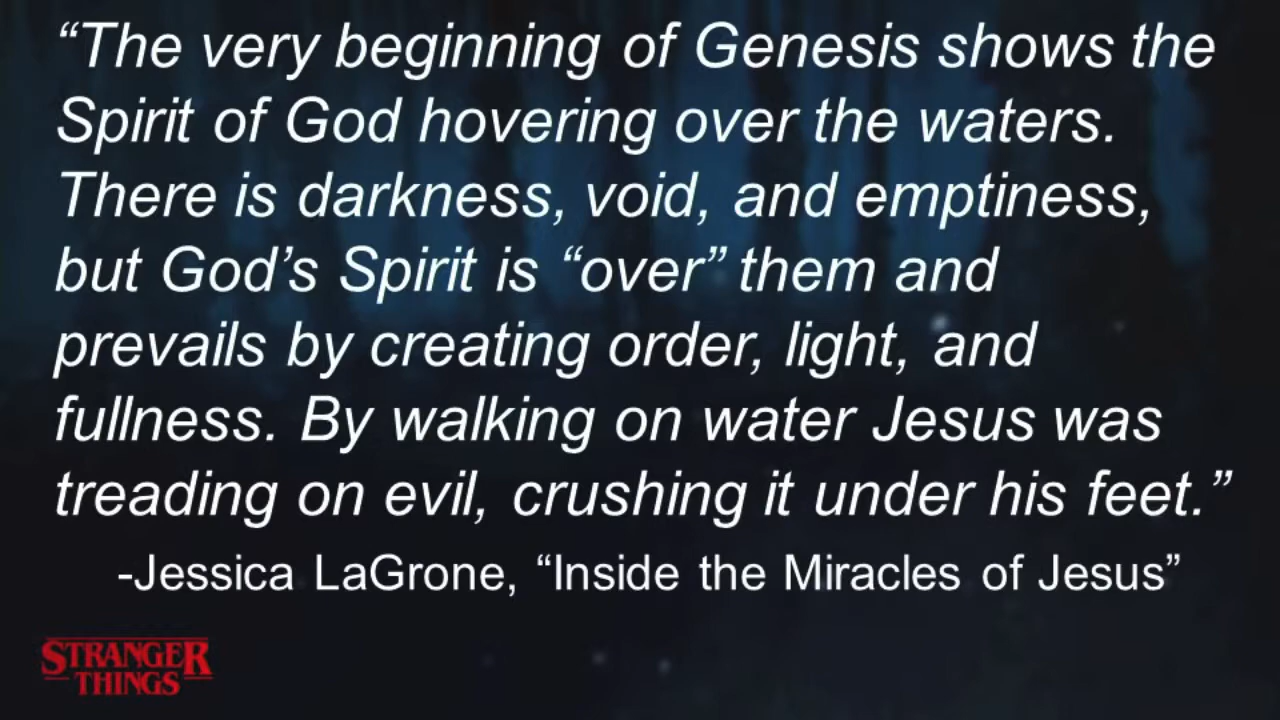 “The very beginning of Genesis shows the
Spirit of God hovering over the waters.
There is darkness, void, and emptiness,
but God’s Spirit is “over” them and
prevails by creating order, light, and
fullness. By walking on water Jesus was
treading on evil, crushing it under his feet.”
-Jessica LaGrone, “Inside the Miracles of Jesus”
STRANGER
THINGS